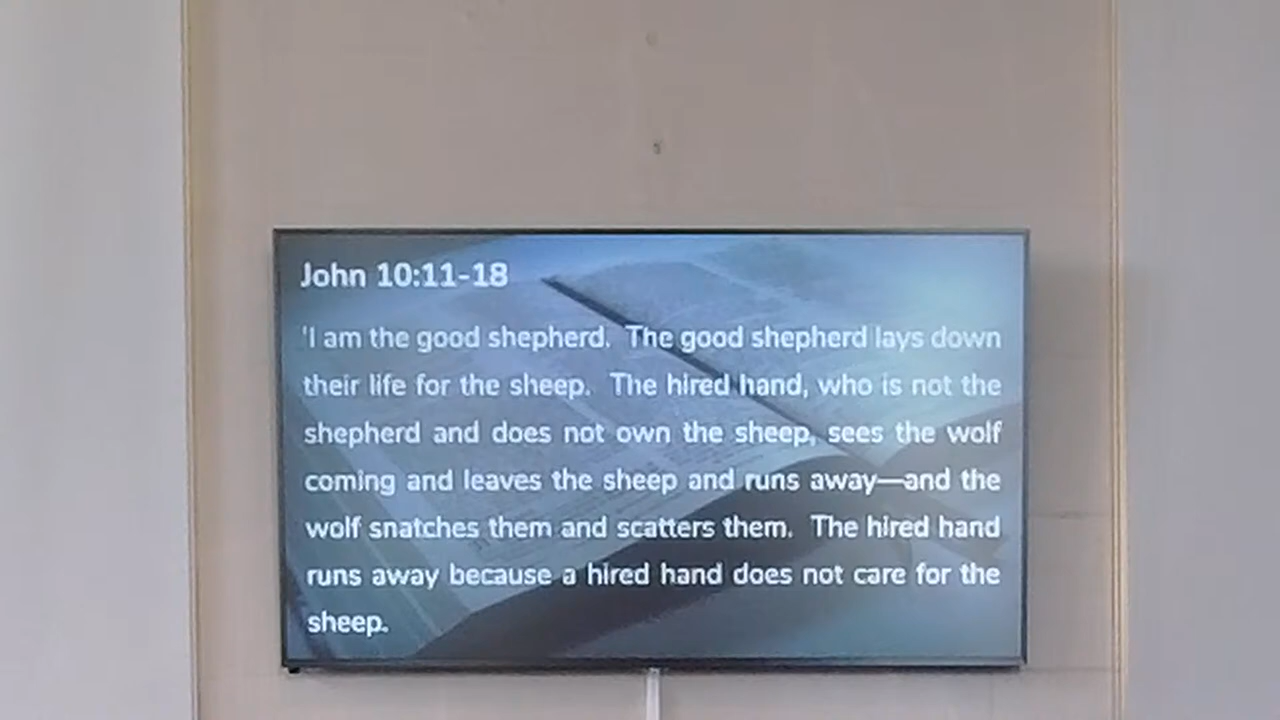 John 10:11-18
'I am the good shepherd.  The good shepherd lays down
their life for the sheep.  The hired hand, who is not the
shepherd and does not own the sheep, sees the wolf
coming and leaves the sheep and runs away—and the
wolf snatches them and scatters them.  The hired hand
runs away because a hired hand does not care for the
sheep.